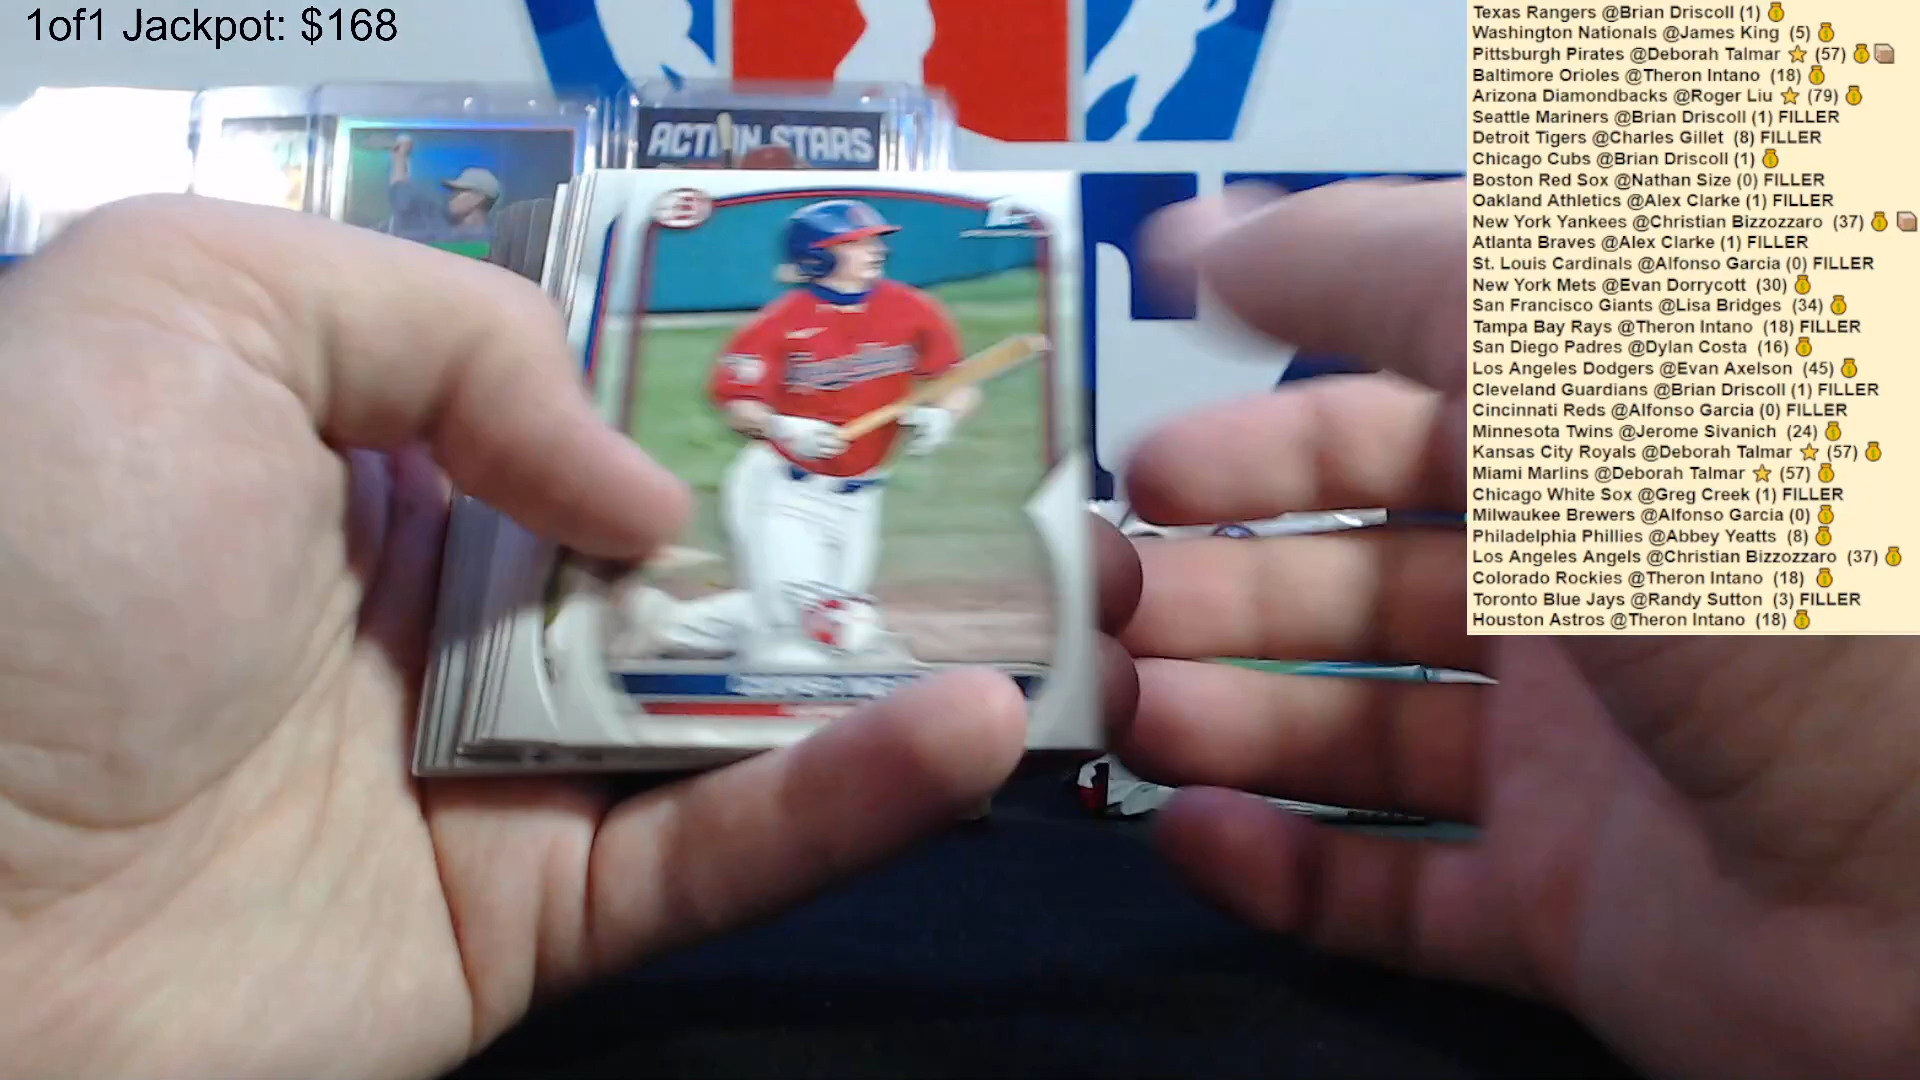 1of1 Jackpot: $168
ACTION STARS
Texas Rangers @Brian Driscoll (1)
Washington Nationals @James King (5)
Pittsburgh Pirates @Deborah Talmar (57)
Baltimore Orioles @Theron Intano (18)
Arizona Diamondbacks @Roger Liu (79)
Seattle Mariners @Brian Driscoll (1) FILLER
Detroit Tigers @Charles Gillet (8) FILLER
Chicago Cubs @Brian Driscoll (1)
Boston Red Sox @Nathan Size (0) FILLER
Oakland Athletics @Alex Clarke (1) FILLER
New York Yankees @Christian Bizzozzaro (37)
Atlanta Braves @Alex Clarke (1) FILLER
St. Louis Cardinals @Alfonso Garcia (0) FILLER
New York Mets @Evan Dorrycott (30)
San Francisco Giants @Lisa Bridges (34)
Tampa Bay Rays @Theron Intano (18) FILLER
San Diego Padres @Dylan Costa (16)
Los Angeles Dodgers @Evan Axelson (45)
Cleveland Guardians @Brian Driscoll (1) FILLER
Cincinnati Reds @Alfonso Garcia (0) FILLER
Minnesota Twins @Jerome Sivanich (24)
Kansas City Royals @Deborah Talmar (57)
Miami Marlins @Deborah Talmar (57)
Chicago White Sox @Greg Creek (1) FILLER
Milwaukee Brewers @Alfonso Garcia (0)
Philadelphia Phillies @Abbey Yeatts (8)
Los Angeles Angels @Christian Bizzozzaro (37)
Colorado Rockies @Theron Intano (18)
Toronto Blue Jays @Randy Sutton (3) FILLER
Houston Astros @Theron Intano (18)